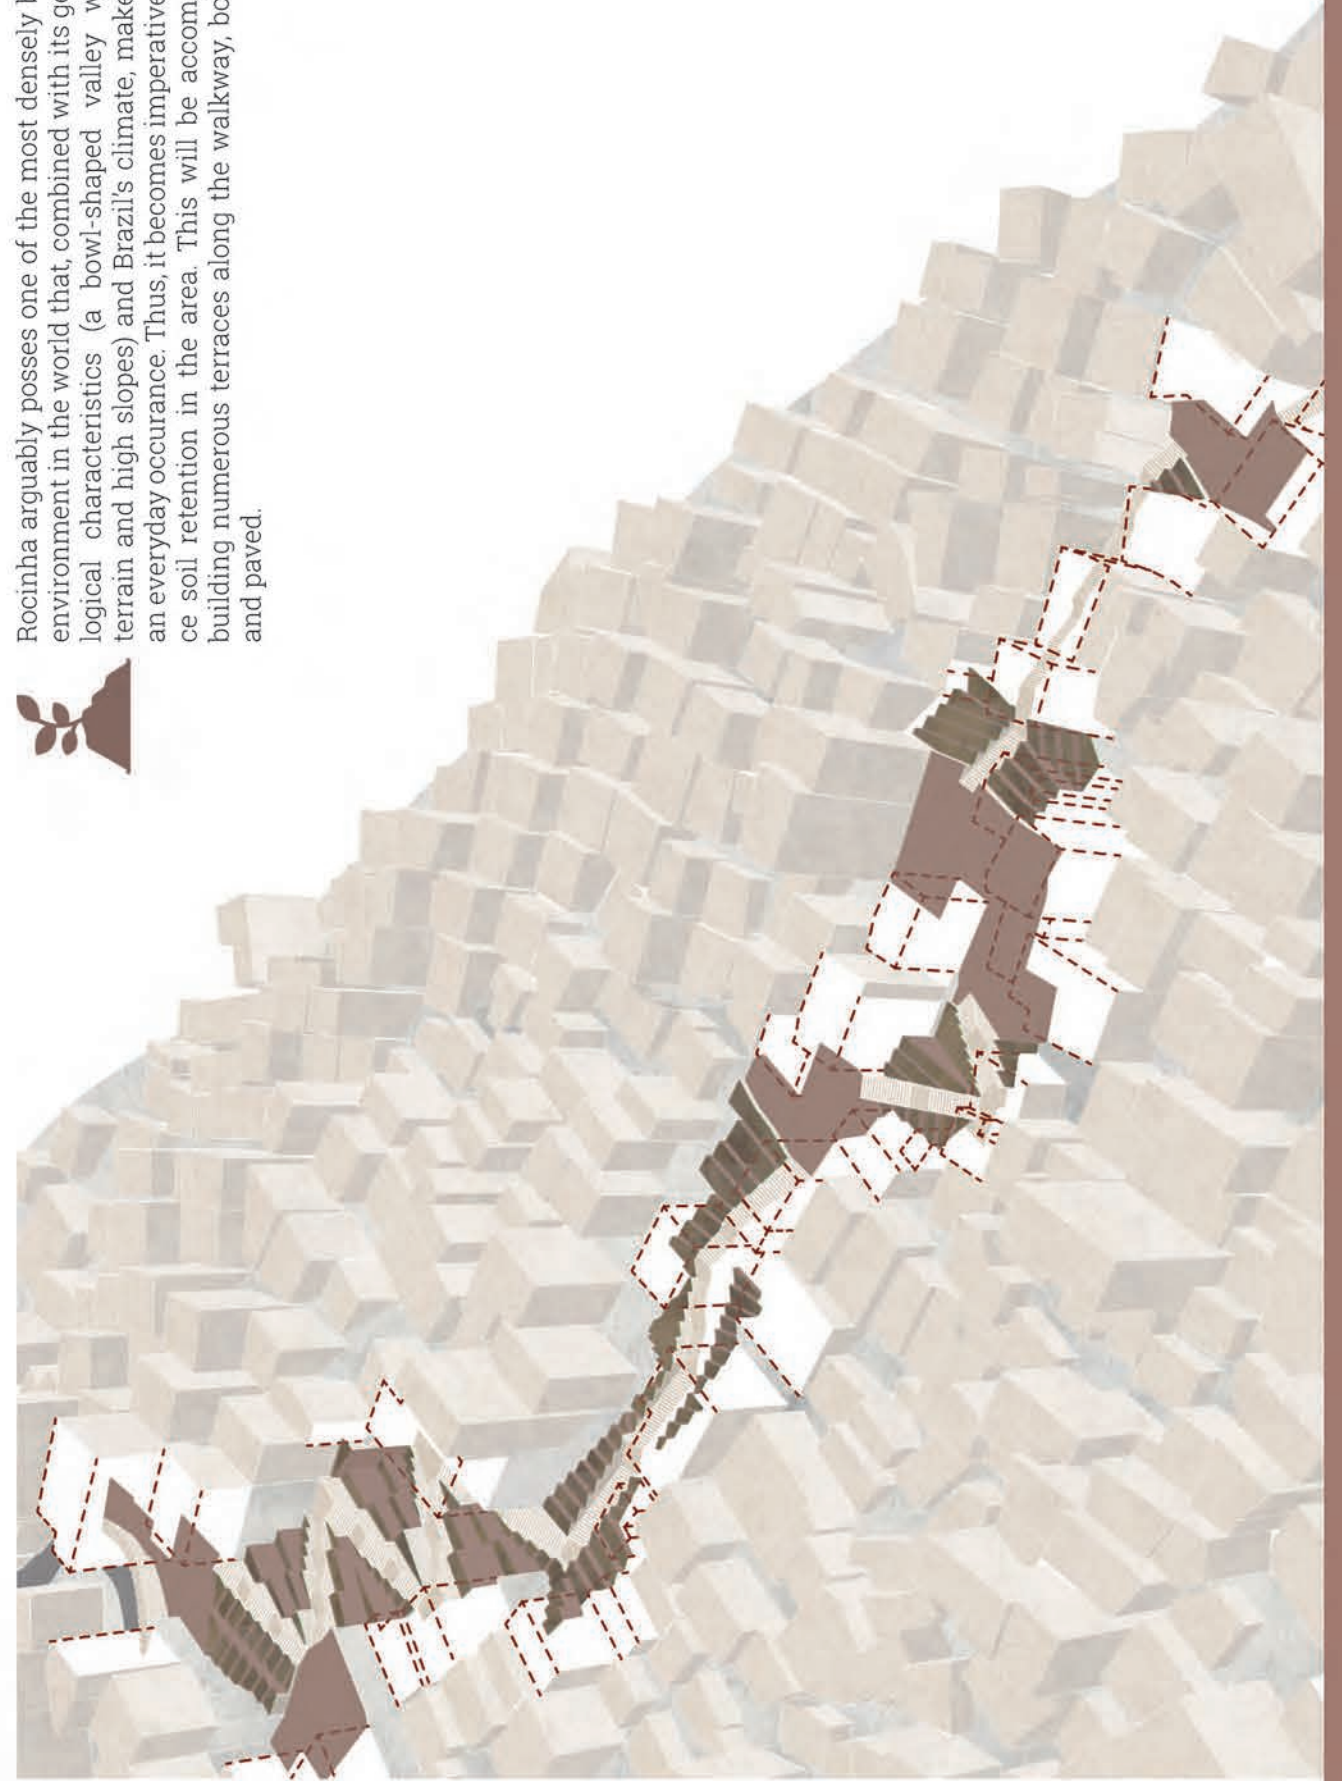 Rocinha arguably posses one of the most densely
environment in the world that, combined with its
logical characteristics (a bowl-shaped valley
terrain and high slopes) and Brazil's climate, make
an everyday occurance. Thus, it becomes imperative
ce soil retention in the area. This will be accom
building numerous terraces along the walkway, bo
and paved.